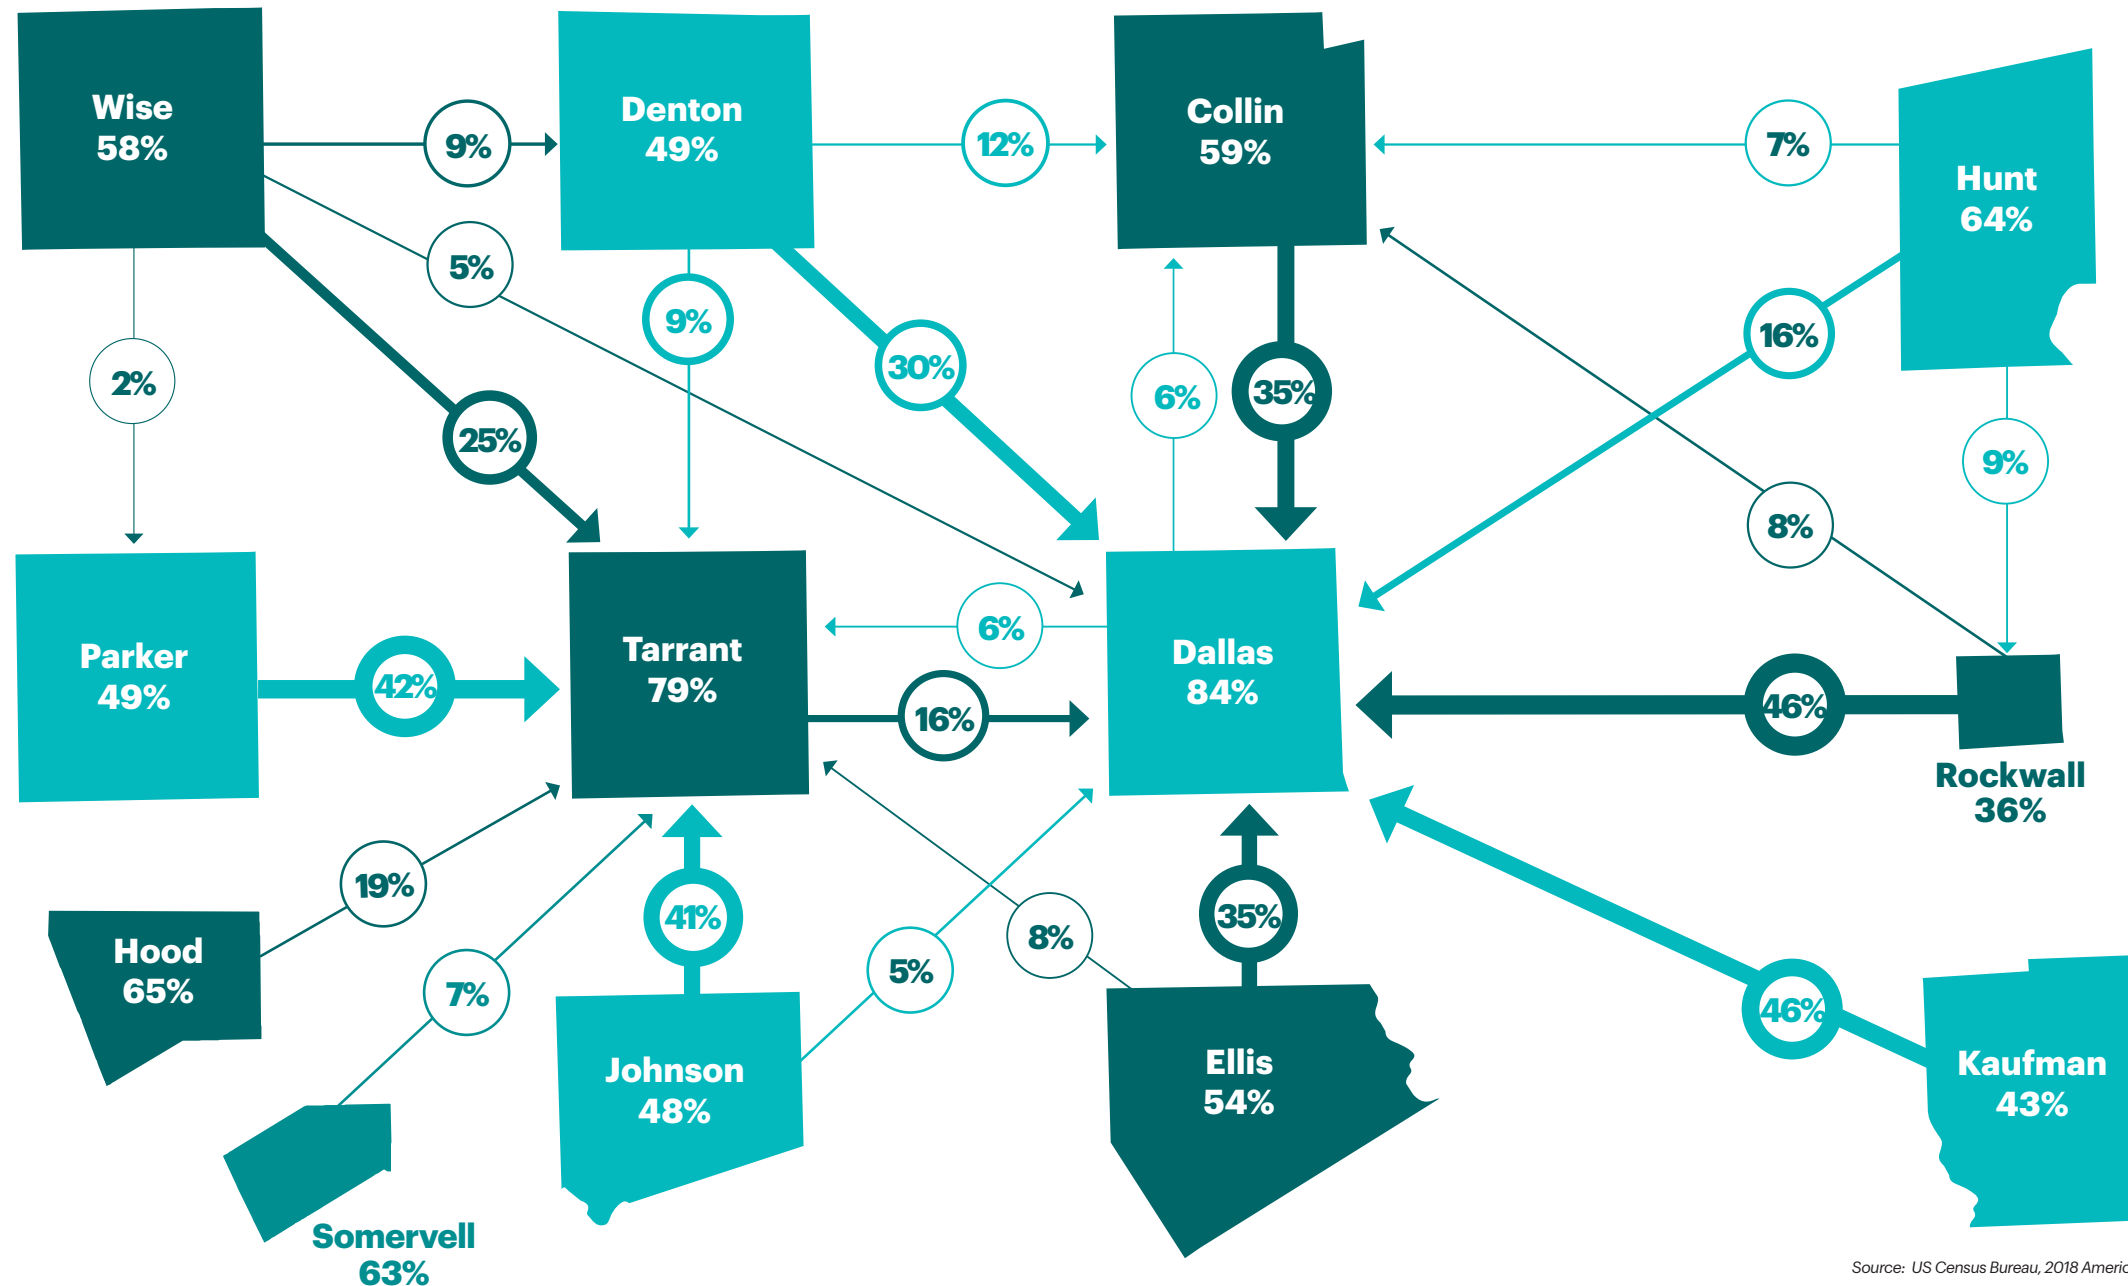 Wise
58%
9%
Denton
49%
12%
Collin
59%
7%
Hunt
64%
5%
9%
30%
6%
35%
16%
2%
25%
9%
8%
Parker
49%
42%
Tarrant
79%
6%
16%
Dallas
84%
46%
Rockwall
36%
19%
Hood
65%
7%
41%
5%
8%
35%
46%
Johnson
48%
Ellis
54%
Kaufman
43%
Somervell
63%
Source: US Census Bureau, 2018 Ameri